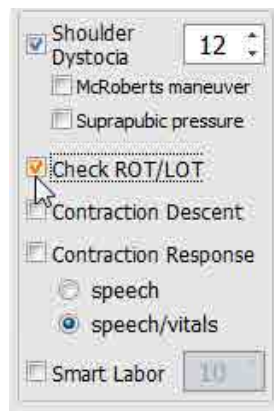 Shoulder
Dystocia 12
McRoberts maneuver
Suprapubic pressure
Check ROT/LOT
Contraction Descent
Contraction Response
speech
speech/vitals
Smart Labor 10